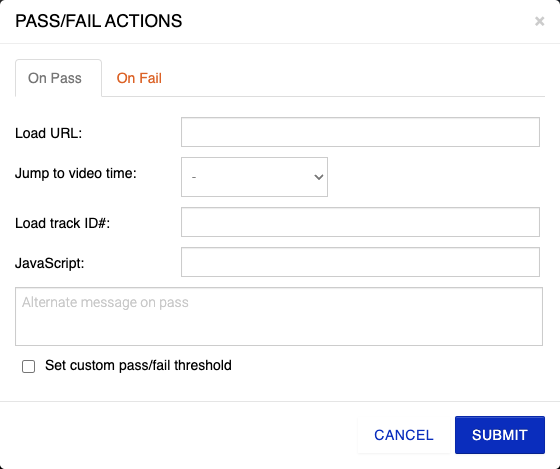 PASS/FAIL ACTIONS ×
On Pass On Fail
Load URL:
Jump to video time: -
Load track ID#:
JavaScript:
Alternate message on pass
Set custom pass/fail threshold
CANCEL SUBMIT